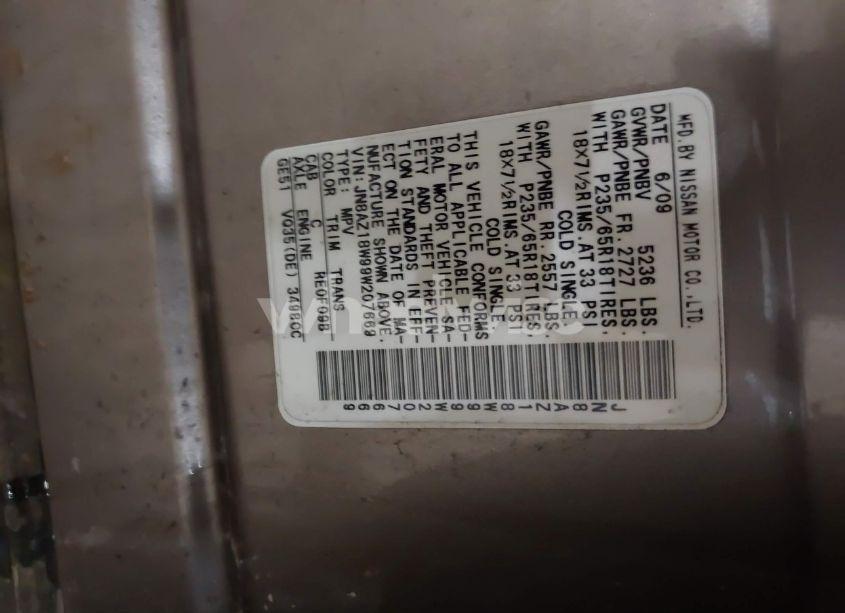 MFD.BY NISSAN MOTOR CO.,LTD.
DATE 6/09
GVWR/PNBV 5236 LBS.
GAWR/PNBE FR.2727 LBS.
WITH P235/65R18TIRES,
18X7½RIMS.AT 33 PSI
COLD SINGLE
GAWR/PNBE RR.2557 LBS.
WITH P235/65R18TIRES,
18X7½RIMS.AT 33 PSI
COLD SINGLE
THIS VEHICLE CONFORMS
TO ALL APPLICABLE FED-
ERAL MOTOR VEHICLE SA-
FETY AND THEFT PREVEN-
TION STANDARDS IN EFF-
ECT ON THE DATE OF MA-
NUFACTURE SHOWN ABOVE.
VIN:JN8AZ18W99W207669
TYPE: MPV
COLOR TRIM TRANS
CAB C RE0F09B
AXLE ENGINE
GE51 VQ35(DE) 3498CC
JN8AZ18W99W207669